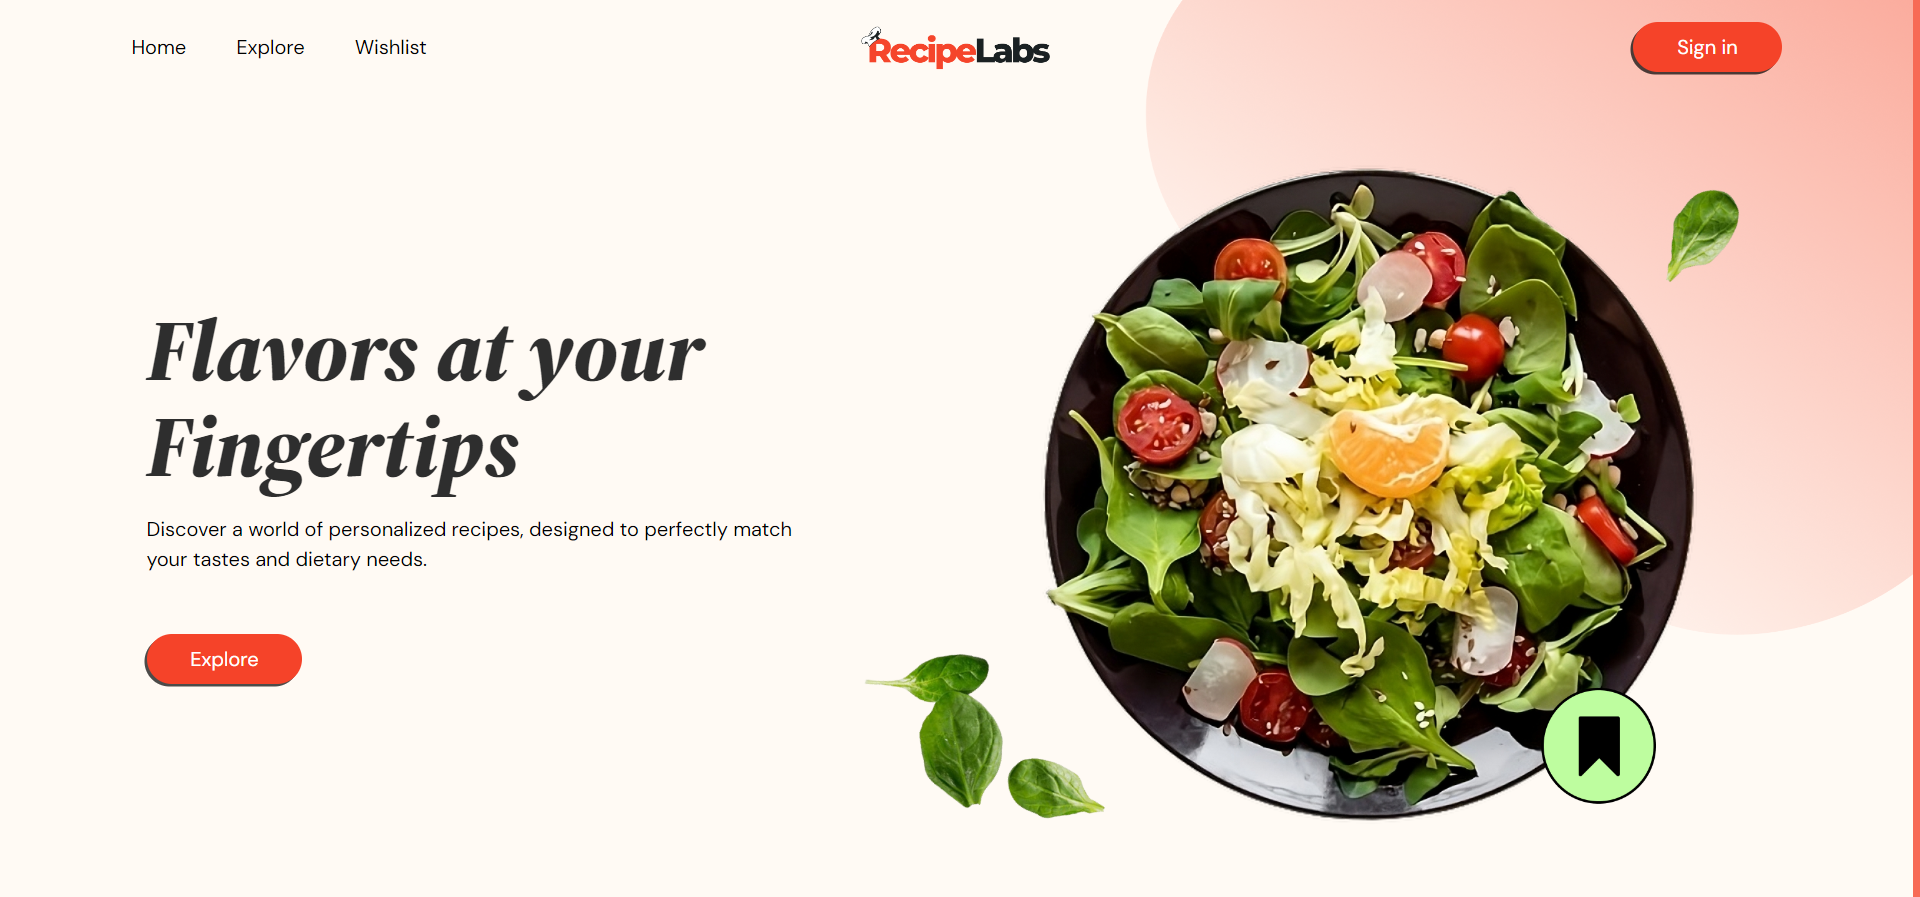 Home Explore Wishlist
RecipeLabs
Sign in
Flavors at your
Fingertips
Discover a world of personalized recipes, designed to perfectly match
your tastes and dietary needs.
Explore